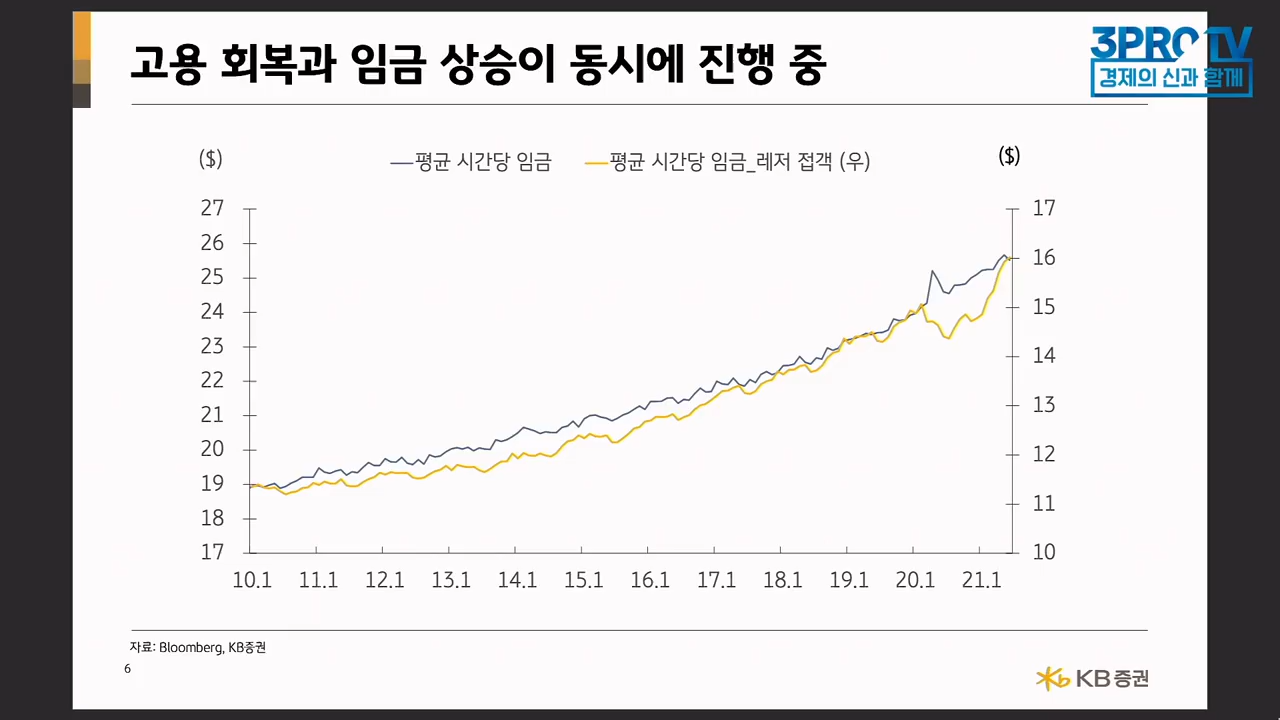 고용 회복과 임금 상승이 동시에 진행 중
3PRO TV
경제의 신과 함께
($) 평균 시간당 임금 평균 시간당 임금_레저 접객 (우) ($)
27 17
26
25 16
24 15
23 14
22
21 13
20 12
19
18 11
17 10
10.1 11.1 12.1 13.1 14.1 15.1 16.1 17.1 18.1 19.1 20.1 21.1
자료: Bloomberg, KB증권
6
KB증권